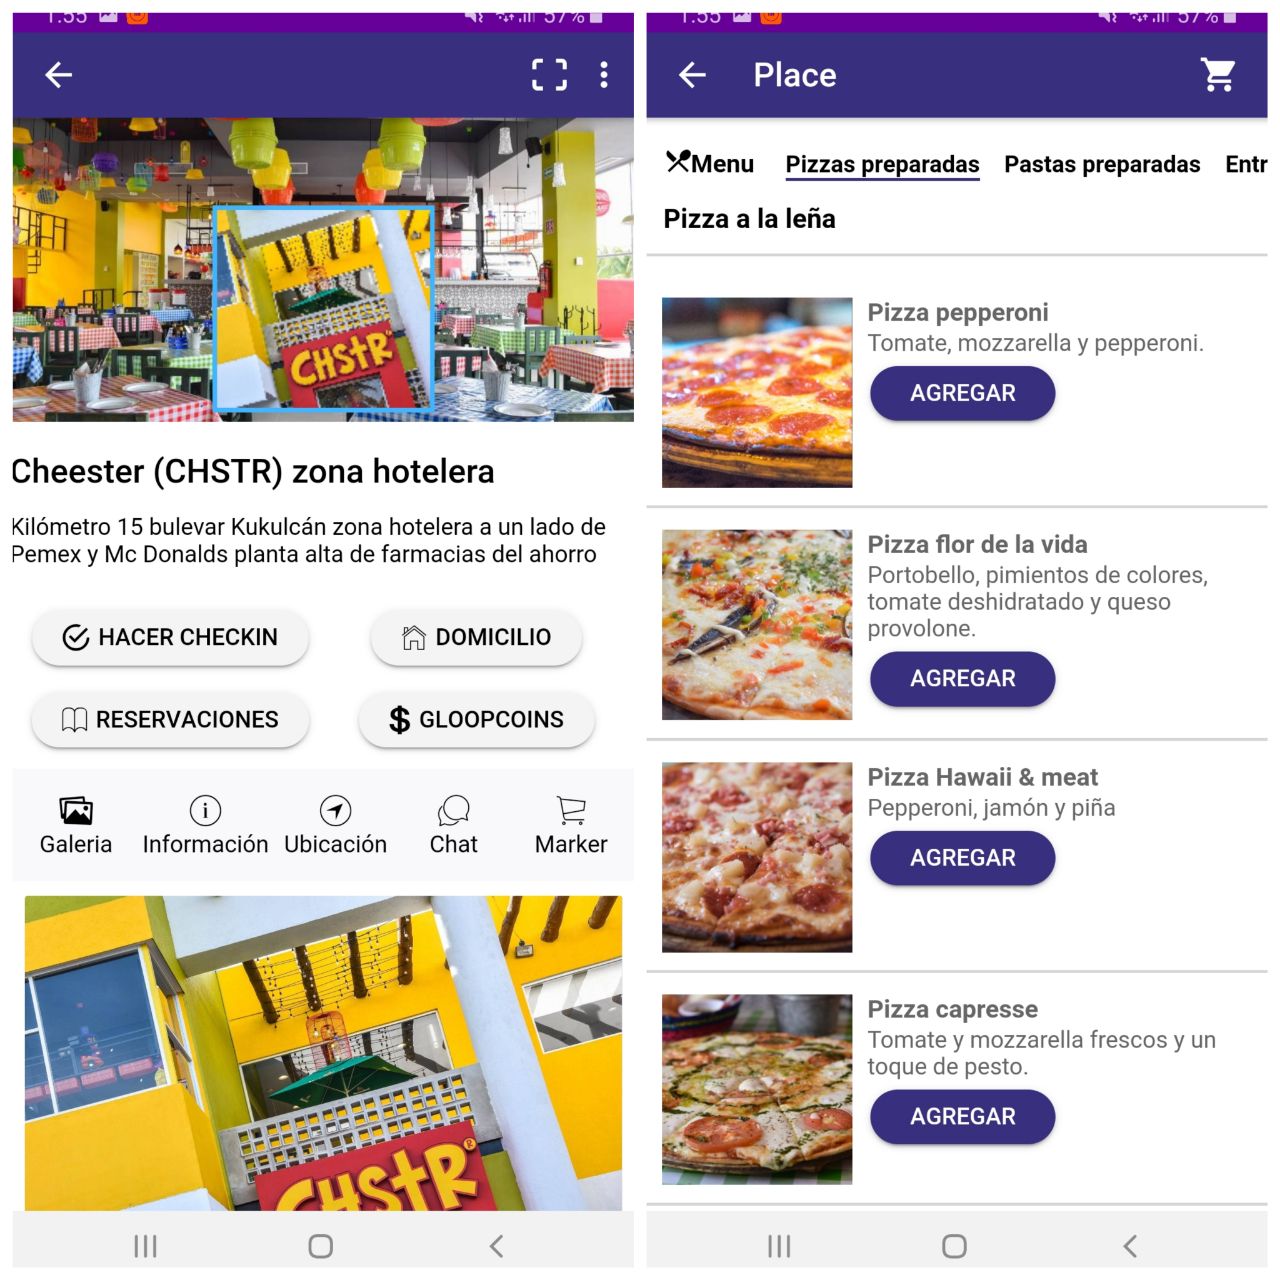 1:55
57%
CHSTR
Cheester (CHSTR) zona hotelera
Kilómetro 15 bulevar Kukulcán zona hotelera a un lado de
Pemex y Mc Donalds planta alta de farmacias del ahorro
HACER CHECKIN
DOMICILIO
RESERVACIONES
$ GLOOPCOINS
Galeria
Información
Ubicación
Chat
Marker
CHSTR®
1:55
57%
Place
Menu
Pizzas preparadas
Pastas preparadas
Entr
Pizza a la leña
Pizza pepperoni
Tomate, mozzarella y pepperoni.
AGREGAR
Pizza flor de la vida
Portobello, pimientos de colores,
tomate deshidratado y queso
provolone.
AGREGAR
Pizza Hawaii & meat
Pepperoni, jamón y piña
AGREGAR
Pizza capresse
Tomate y mozzarella frescos y un
toque de pesto.
AGREGAR